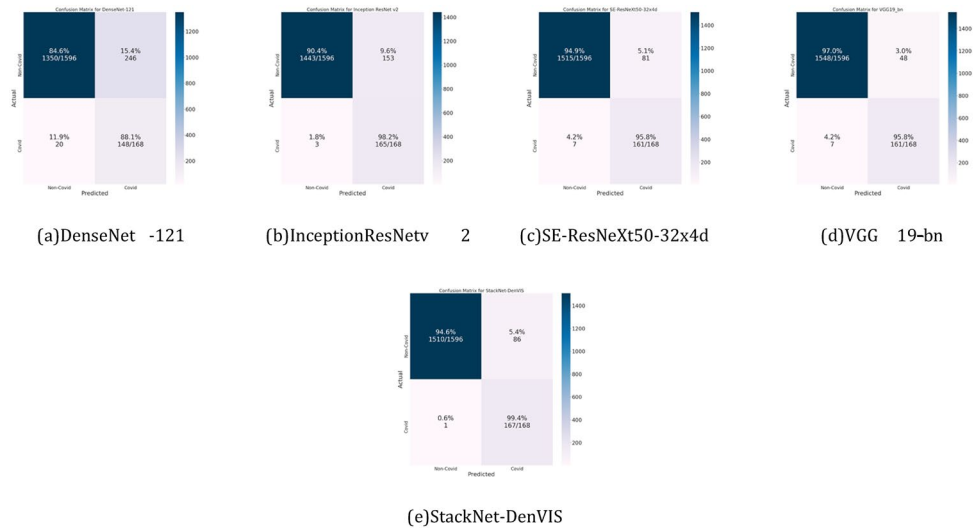 Confusion Matrix for DenseNet-121
Actual
Non-Covid
Covid
84.6%
1350/1596
15.4%
246
11.9%
20
88.1%
148/168
Non-Covid
Covid
Predicted
1200
1000
800
600
400
200
(a)DenseNet -121
Confusion Matrix for Inception ResNet v2
Actual
Non-Covid
Covid
90.4%
1443/1596
9.6%
153
1.8%
3
98.2%
165/168
Non-Covid
Covid
Predicted
1400
1200
1000
800
600
400
200
(b)InceptionResNetv 2
Confusion Matrix for SE-ResNeXt50-32x4d
Actual
Non-Covid
Covid
94.9%
1515/1596
5.1%
81
4.2%
7
95.8%
161/168
Non-Covid
Covid
Predicted
1400
1200
1000
800
600
400
200
(c)SE-ResNeXt50-32x4d
Confusion Matrix for VGG19_bn
Actual
Non-Covid
Covid
97.0%
1548/1596
3.0%
48
4.2%
7
95.8%
161/168
Non-Covid
Covid
Predicted
1400
1200
1000
800
600
400
200
(d)VGG 19-bn
Confusion Matrix for StackNet-DenVIS
Actual
Non-Covid
Covid
94.6%
1510/1596
5.4%
86
0.6%
1
99.4%
167/168
Non-Covid
Covid
Predicted
1400
1200
1000
800
600
400
200
(e)StackNet-DenVIS